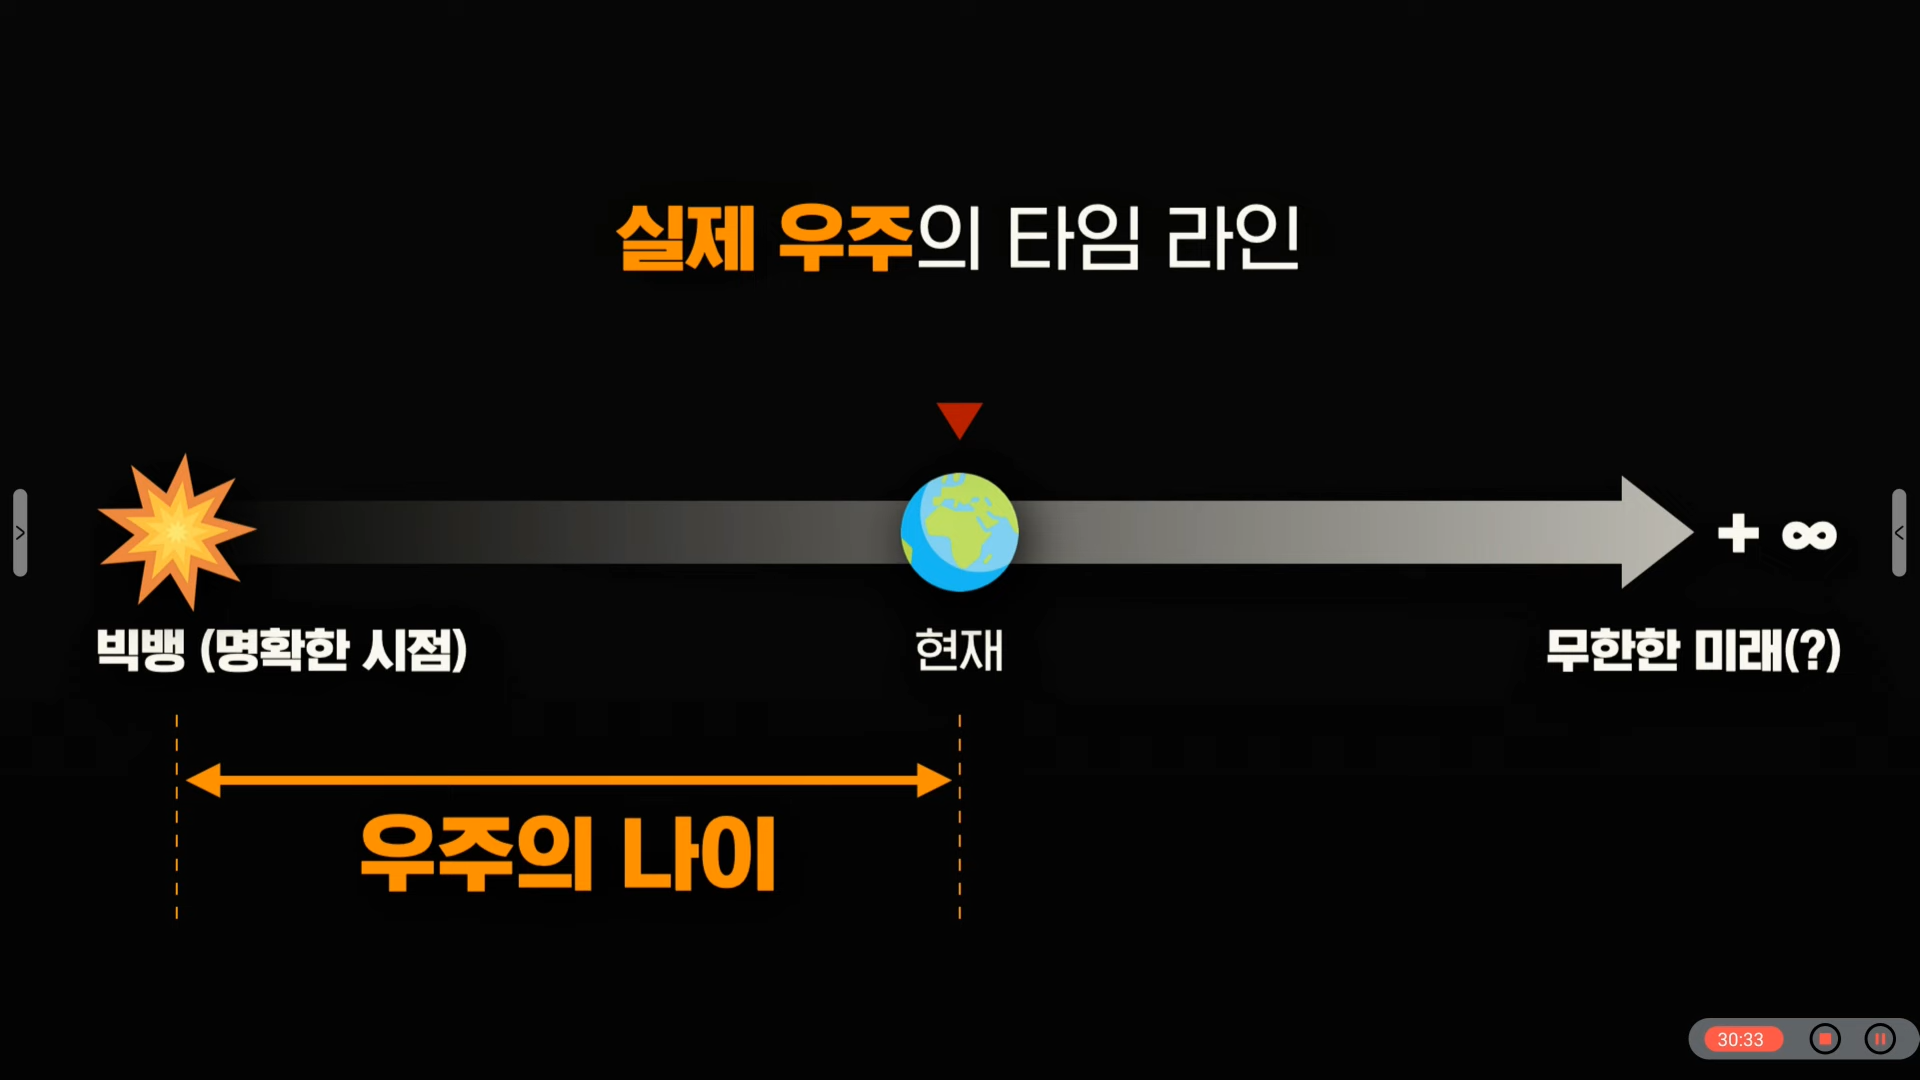 실제 우주의 타임 라인
+ ∞
빅뱅 (명확한 시점)
현재
무한한 미래(?)
우주의 나이
30:33